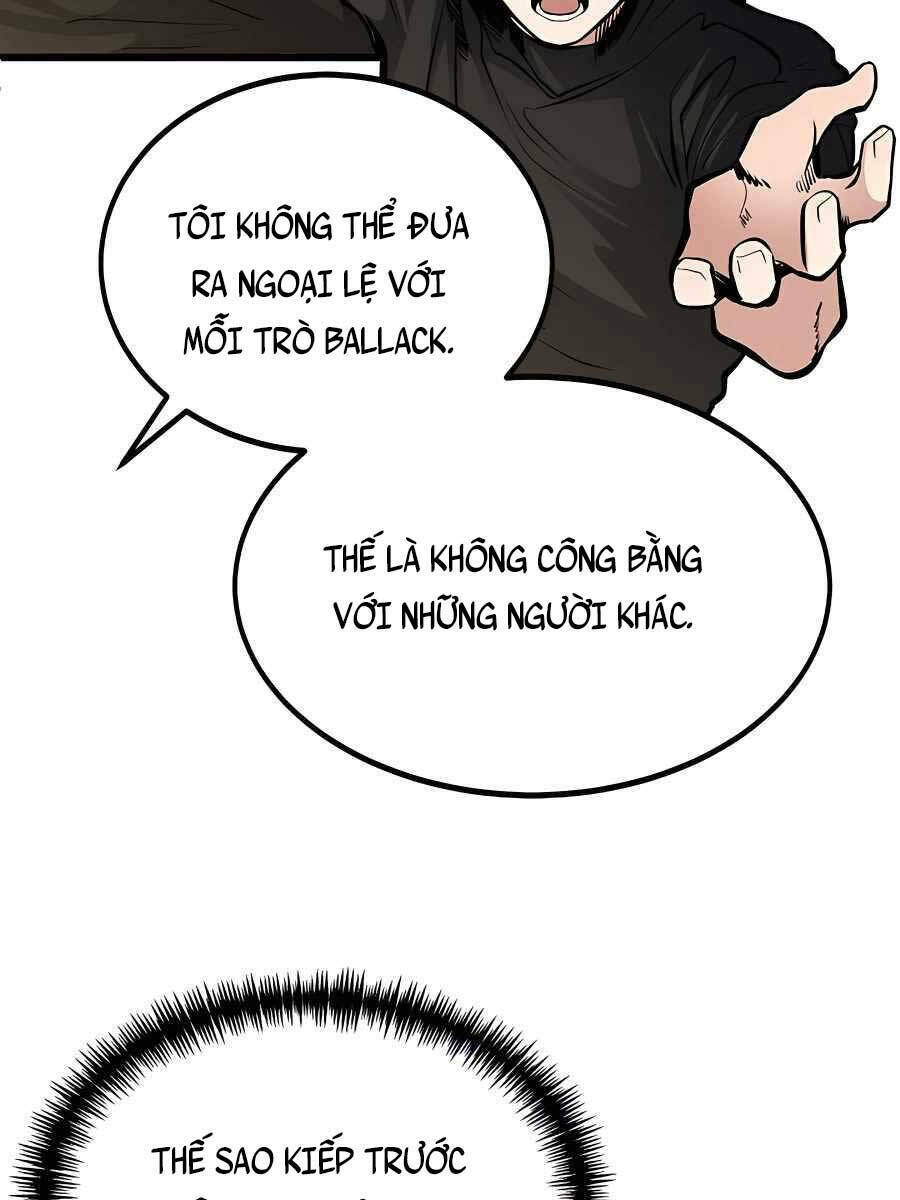 TÔI KHÔNG THỂ ĐƯA
RA NGOẠI LỆ VỚI
MỖI TRÒ BALLACK.
THẾ LÀ KHÔNG CÔNG BẰNG
VỚI NHỮNG NGƯỜI KHÁC.
THẾ SAO KIẾP TRƯỚC